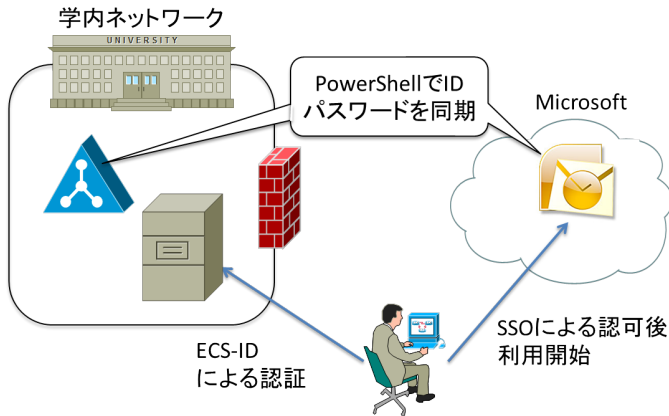 学内ネットワーク
UNIVERSITY
PowerShellでID
パスワードを同期
Microsoft
ECS-ID
による認証
SSOによる認可後
利用開始